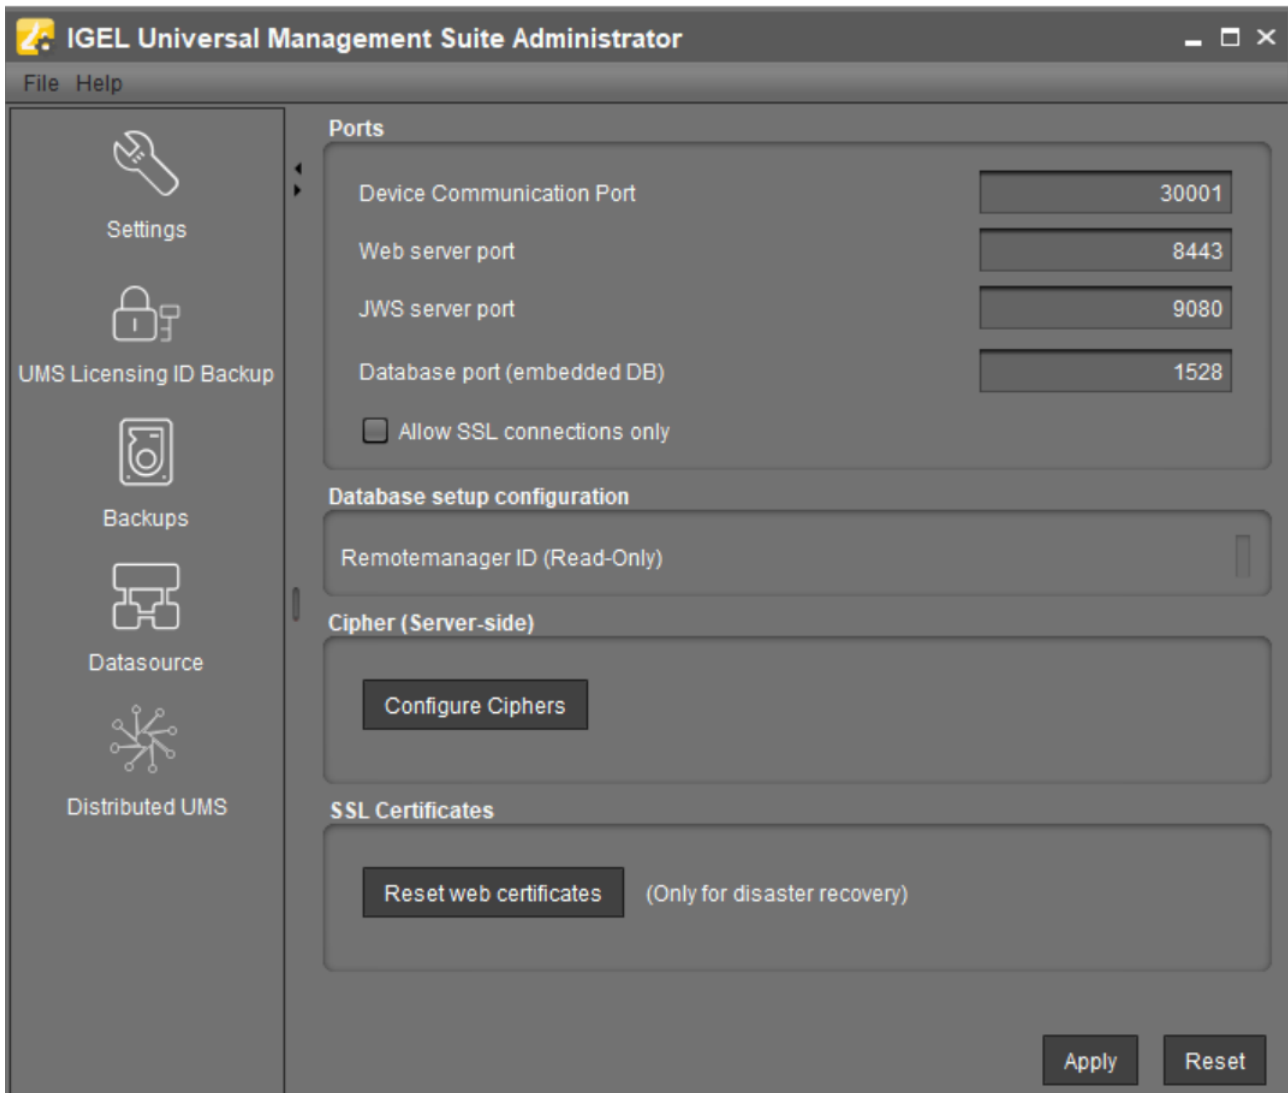 IGEL Universal Management Suite Administrator
File Help
Settings
UMS Licensing ID Backup
Backups
Datasource
Distributed UMS
Ports
Device Communication Port 30001
Web server port 8443
JWS server port 9080
Database port (embedded DB) 1528
Allow SSL connections only
Database setup configuration
Remotemanager ID (Read-Only)
Cipher (Server-side)
Configure Ciphers
SSL Certificates
Reset web certificates (Only for disaster recovery)
Apply Reset